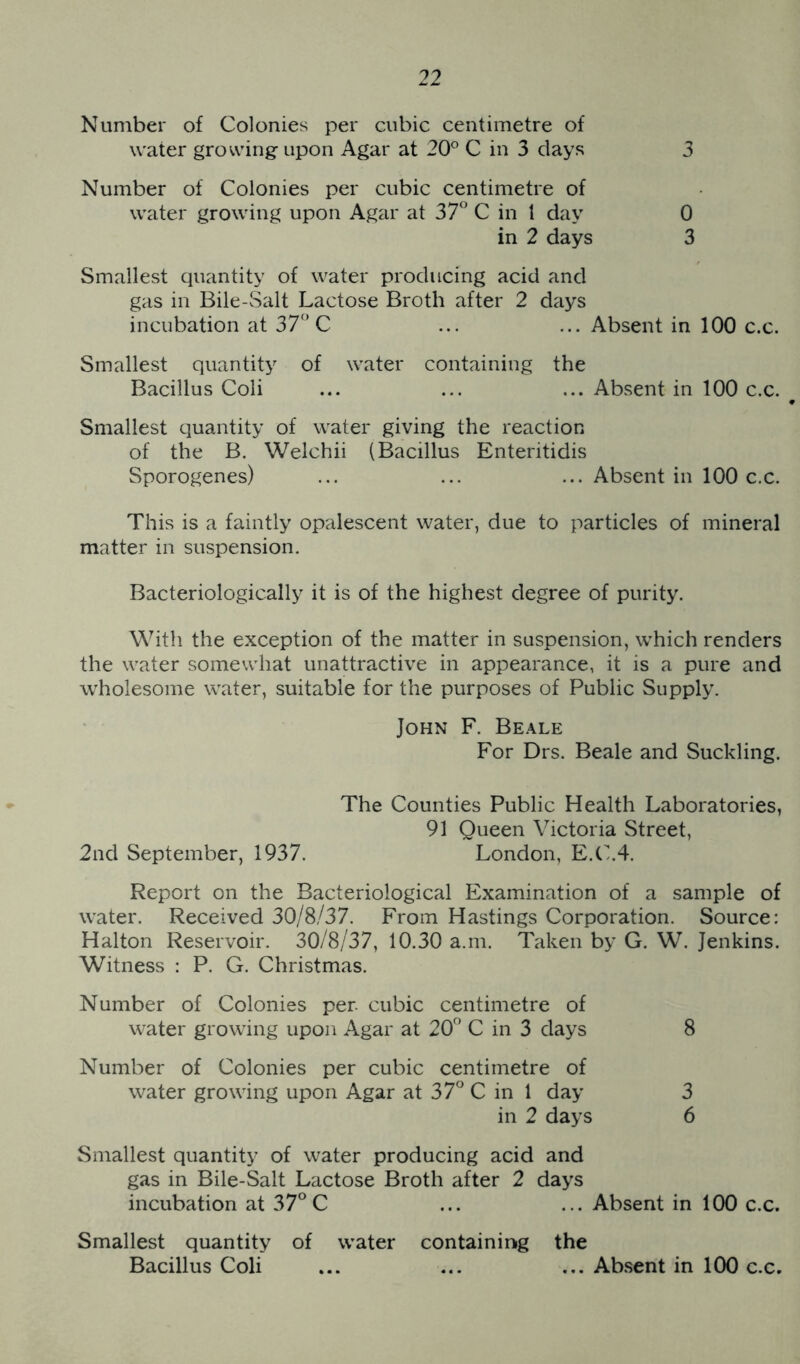 22
Number of Colonies per cubic centimetre of
water growing upon Agar at 20° C in 3 days 3
Number of Colonies per cubic centimetre of
water growing upon Agar at 37° C in 1 day 0
in 2 days 3
Smallest quantity of water producing acid and
gas in Bile-Salt Lactose Broth after 2 days
incubation at 37° C ... ... Absent in 100 c.c.
Smallest quantity of water containing the
Bacillus Coli ... ... ... Absent in 100 c.c.
Smallest quantity of water giving the reaction
of the B. Welchii (Bacillus Enteritidis
Sporogenes) ... ... ... Absent in 100 c.c.
This is a faintly opalescent water, due to particles of mineral
matter in suspension.
Bacteriologically it is of the highest degree of purity.
With the exception of the matter in suspension, which renders
the water somewhat unattractive in appearance, it is a pure and
wholesome water, suitable for the purposes of Public Supply.
John F. Beale
For Drs. Beale and Suckling.
The Counties Public Health Laboratories,
91 Queen Victoria Street,
2nd September, 1937. London, E.C.4.
Report on the Bacteriological Examination of a sample of
water. Received 30/8/37. From Hastings Corporation. Source:
Halton Reservoir. 30/8/37, 10.30 a.m. Taken by G. W. Jenkins.
Witness : P. G. Christmas.
Number of Colonies per cubic centimetre of
water growing upon Agar at 20° C in 3 days 8
Number of Colonies per cubic centimetre of
water growing upon Agar at 37° C in 1 day 3
in 2 days 6
Smallest quantity of water producing acid and
gas in Bile-Salt Lactose Broth after 2 days
incubation at 37° C ... ... Absent in 100 c.c.
Smallest quantity of water containing the
Bacillus Coli ... ... ... Absent in 100 c.c.